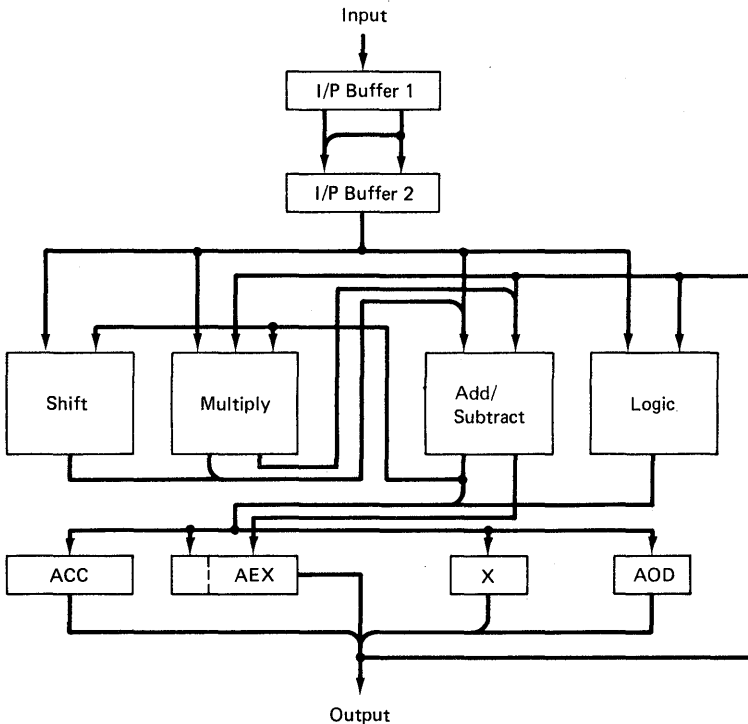 Input
I/P Buffer 1
I/P Buffer 2
Shift
Multiply
Add/
Subtract
Logic
ACC
AEX
X
AOD
Output